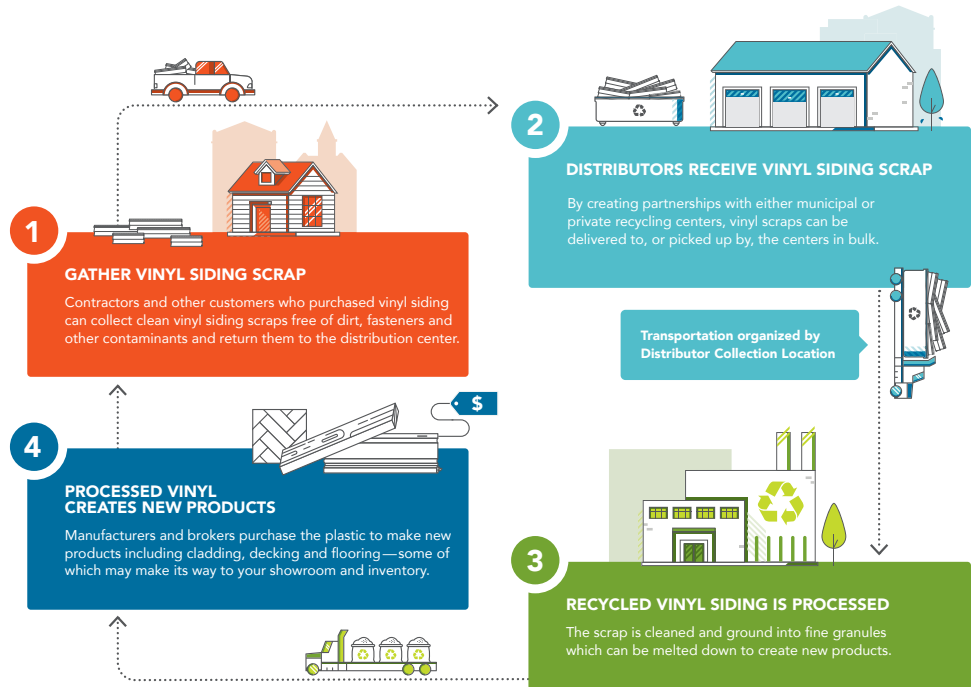 1
GATHER VINYL SIDING SCRAP
Contractors and other customers who purchased vinyl siding
can collect clean vinyl siding scraps free of dirt, fasteners and
other contaminants and return them to the distribution center.
2
DISTRIBUTORS RECEIVE VINYL SIDING SCRAP
By creating partnerships with either municipal or
private recycling centers, vinyl scraps can be
delivered to, or picked up by, the centers in bulk.
Transportation organized by
Distributor Collection Location
3
RECYCLED VINYL SIDING IS PROCESSED
The scrap is cleaned and ground into fine granules
which can be melted down to create new products.
4
$
PROCESSED VINYL
CREATES NEW PRODUCTS
Manufacturers and brokers purchase the plastic to make new
products including cladding, decking and flooring—some of
which may make its way to your showroom and inventory.